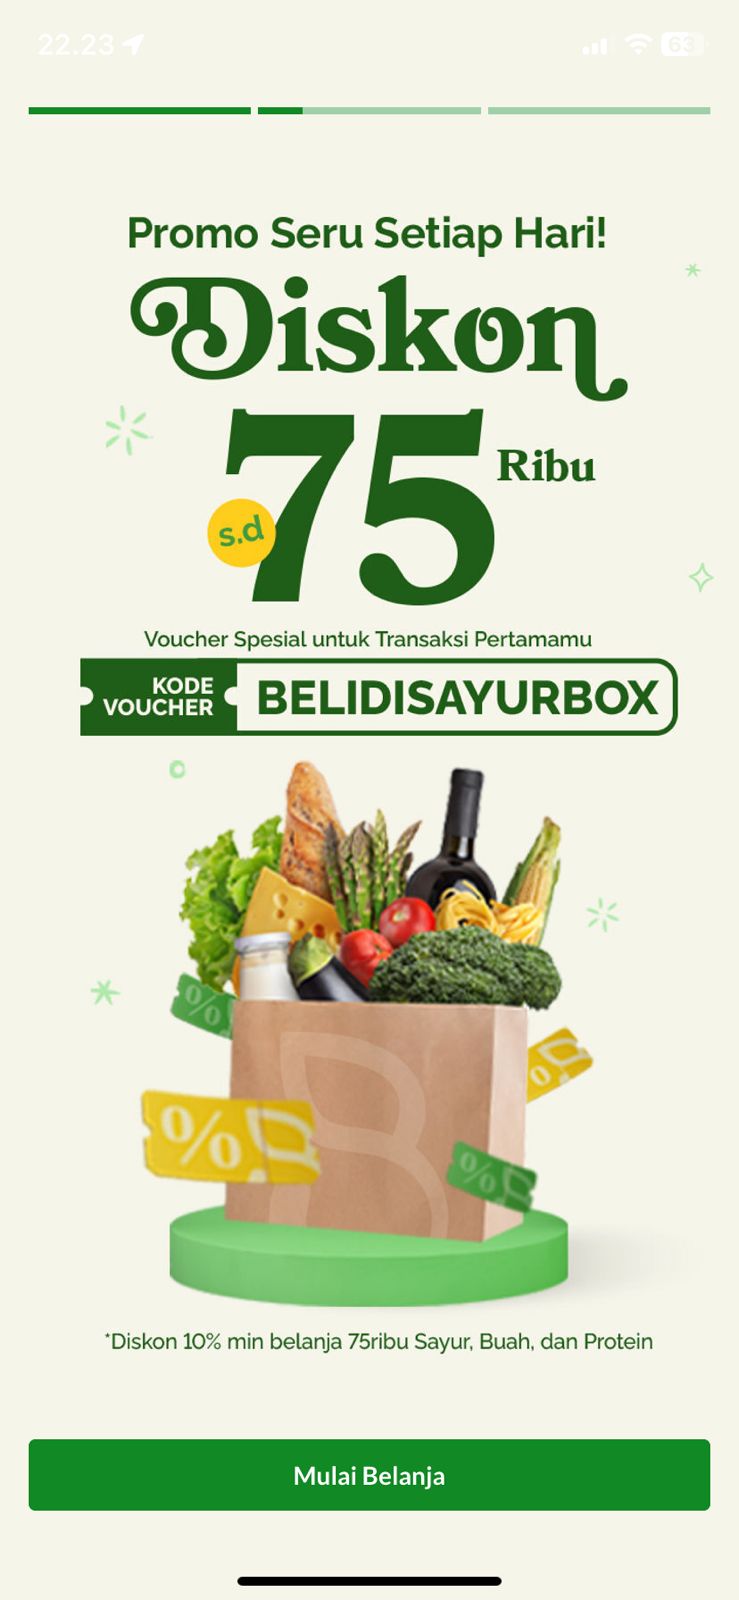 22.23
63
Promo Seru Setiap Hari!
Diskon
75 Ribu
s.d
Voucher Spesial untuk Transaksi Pertamamu
KODE
VOUCHER
BELIDISAYURBOX
%
%
%
*Diskon 10% min belanja 75ribu Sayur, Buah, dan Protein
Mulai Belanja